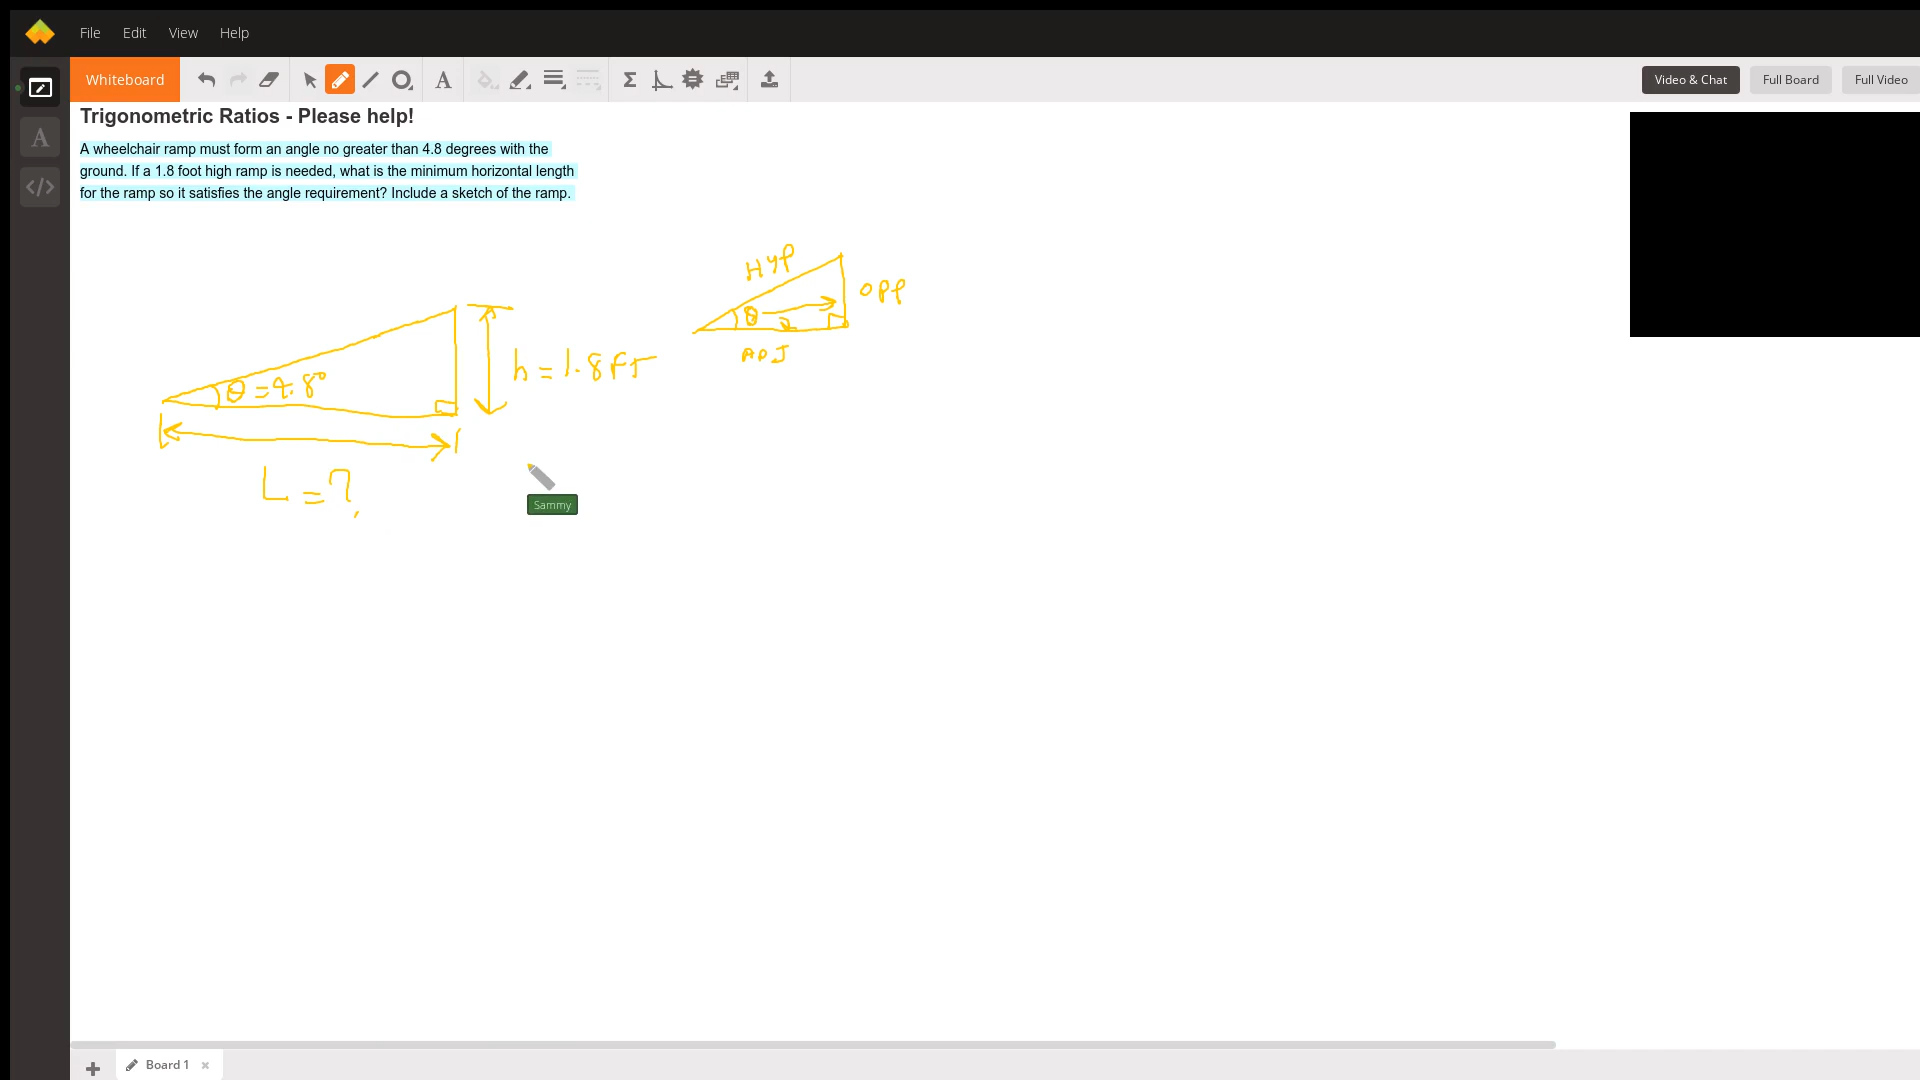 File Edit View Help
Whiteboard
A
Σ
Video & Chat
Full Board
Full Video
A
</>
Trigonometric Ratios - Please help!
A wheelchair ramp must form an angle no greater than 4.8 degrees with the
ground. If a 1.8 foot high ramp is needed, what is the minimum horizontal length
for the ramp so it satisfies the angle requirement? Include a sketch of the ramp.
Hyp
opp
θ
ADJ
h = 1.8 FT
θ = 4.8°
L = ?
Sammy
Board 1